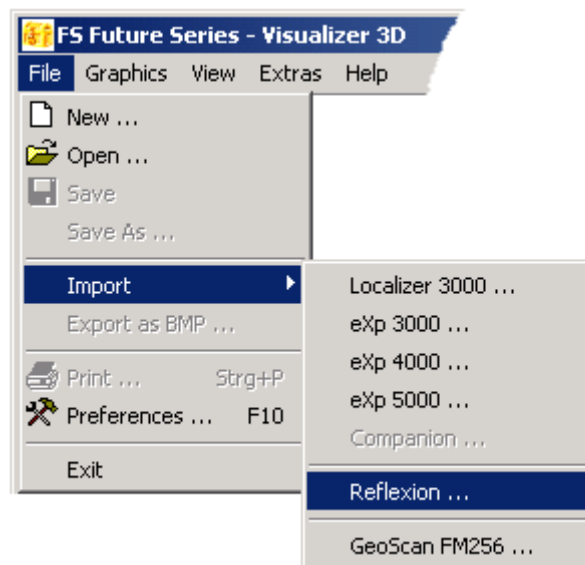 FS Future Series - Visualizer 3D
File Graphics View Extras Help
New ...
Open ...
Save
Save As ...
Import
Export as BMP ...
Print ... Strg+P
Preferences ... F10
Exit
Localizer 3000 ...
eXp 3000 ...
eXp 4000 ...
eXp 5000 ...
Companion ...
Reflexion ...
GeoScan FM256 ...